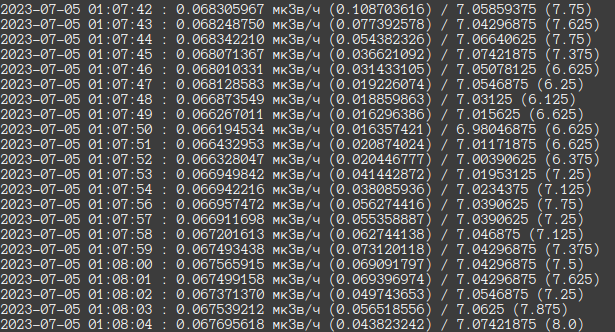 2023-07-05 01:07:42 : 0.068305967 мкЗв/ч (0.108703616) / 7.05859375 (7.75)
2023-07-05 01:07:43 : 0.068248750 мкЗв/ч (0.077392578) / 7.04296875 (7.625)
2023-07-05 01:07:44 : 0.068342210 мкЗв/ч (0.054382326) / 7.06640625 (7.75)
2023-07-05 01:07:45 : 0.068071367 мкЗв/ч (0.036621092) / 7.07421875 (7.375)
2023-07-05 01:07:46 : 0.068010331 мкЗв/ч (0.031433105) / 7.05078125 (6.625)
2023-07-05 01:07:47 : 0.068128583 мкЗв/ч (0.019226074) / 7.0546875 (6.25)
2023-07-05 01:07:48 : 0.066873549 мкЗв/ч (0.018859863) / 7.03125 (6.125)
2023-07-05 01:07:49 : 0.066267011 мкЗв/ч (0.016296386) / 7.015625 (6.625)
2023-07-05 01:07:50 : 0.066194534 мкЗв/ч (0.016357421) / 6.98046875 (6.625)
2023-07-05 01:07:51 : 0.066432953 мкЗв/ч (0.020874024) / 7.01171875 (6.625)
2023-07-05 01:07:52 : 0.066328047 мкЗв/ч (0.020446777) / 7.00390625 (6.375)
2023-07-05 01:07:53 : 0.066949842 мкЗв/ч (0.041442872) / 7.01953125 (7.25)
2023-07-05 01:07:54 : 0.066942216 мкЗв/ч (0.038085936) / 7.0234375 (7.125)
2023-07-05 01:07:56 : 0.066957472 мкЗв/ч (0.056274416) / 7.0390625 (7.75)
2023-07-05 01:07:57 : 0.066911698 мкЗв/ч (0.055358887) / 7.0390625 (7.25)
2023-07-05 01:07:58 : 0.067201613 мкЗв/ч (0.062744138) / 7.046875 (7.125)
2023-07-05 01:07:59 : 0.067493438 мкЗв/ч (0.073120118) / 7.04296875 (7.375)
2023-07-05 01:08:00 : 0.067565915 мкЗв/ч (0.069091797) / 7.04296875 (7.5)
2023-07-05 01:08:01 : 0.067499158 мкЗв/ч (0.069396974) / 7.04296875 (7.625)
2023-07-05 01:08:02 : 0.067371370 мкЗв/ч (0.049743653) / 7.0546875 (7.25)
2023-07-05 01:08:03 : 0.067539212 мкЗв/ч (0.056518556) / 7.0625 (7.875)
2023-07-05 01:08:04 : 0.067695618 мкЗв/ч (0.043823242) / 7.07421875 (8.0)